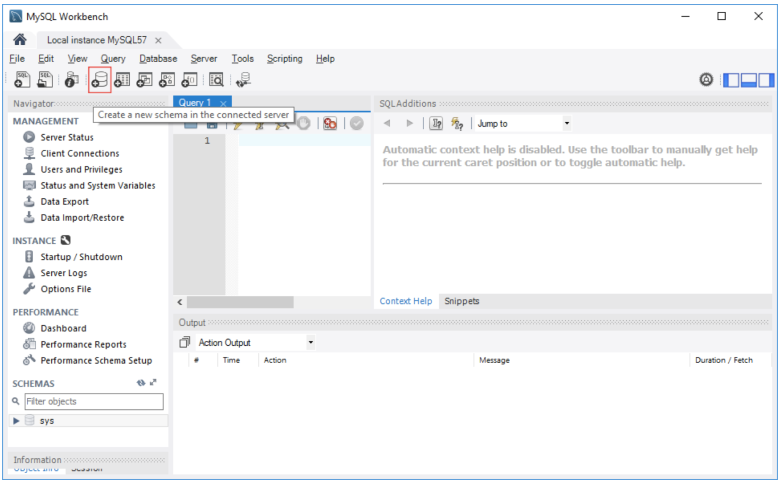 MySQL Workbench
Local instance MySQL57
File Edit View Query Database Server Tools Scripting Help
Navigator
Query 1
SQLAdditions
Create a new schema in the connected server
MANAGEMENT
Server Status
Client Connections
Users and Privileges
Status and System Variables
Data Export
Data Import/Restore
INSTANCE
Startup / Shutdown
Server Logs
Options File
PERFORMANCE
Dashboard
Performance Reports
Performance Schema Setup
SCHEMAS
Filter objects
sys
Information
Object Info Session
1
Jump to
Automatic context help is disabled. Use the toolbar to manually get help
for the current caret position or to toggle automatic help.
Context Help Snippets
Output
Action Output
# Time Action Message Duration / Fetch